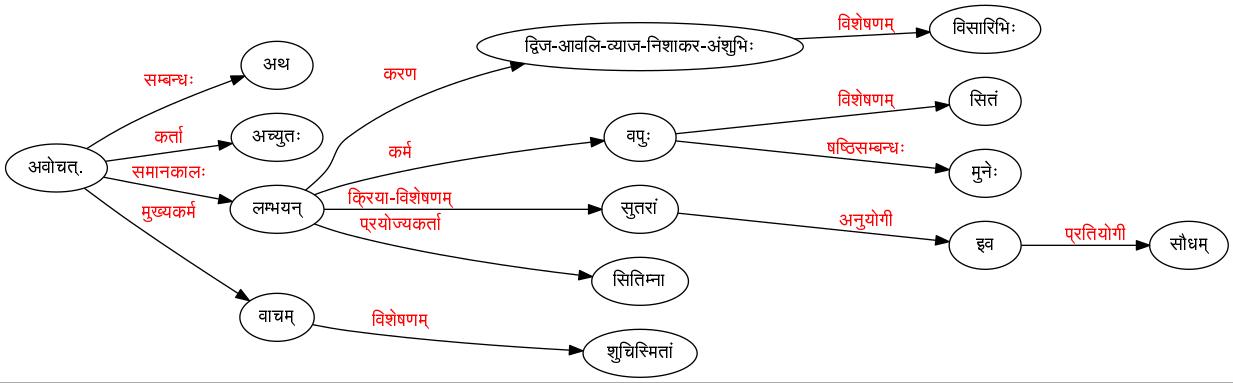 विशेषणम्
विसारिभिः
द्विज-आवलि-व्याज-निशाकर-अंशुभिः
अथ
करण
सम्बन्धः
विशेषणम्
सितं
कर्ता
अच्युतः
कर्म
वपुः
षष्ठिसम्बन्धः
मुनेः
अवोचत्.
समानकालः
लम्भयन्
क्रिया-विशेषणम्
सुतरां
मुख्यकर्म
प्रयोज्यकर्ता
अनुयोगी
इव
प्रतियोगी
सौधम्
सितिम्ना
वाचम्
विशेषणम्
शुचिस्मितां